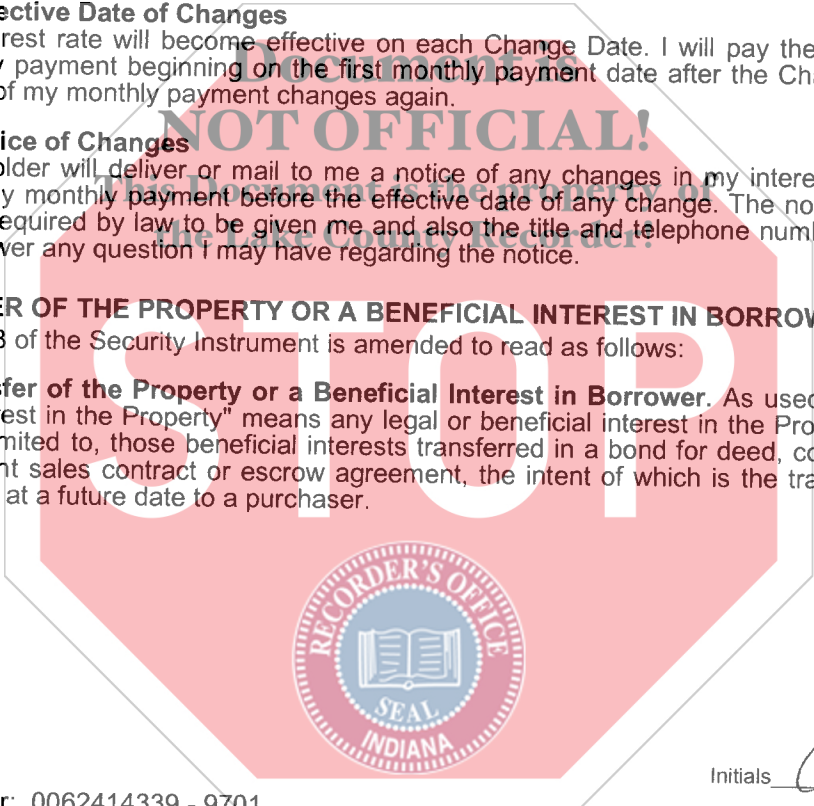 ective Date of Changes
rest rate will become effective on each Change Date. I will pay the
y payment beginning on the first monthly payment date after the Cha
of my monthly payment changes again.
ice of Changes
older will deliver or mail to me a notice of any changes in my intere
y monthly payment before the effective date of any change. The no
equired by law to be given me and also the title and telephone num
ver any question I may have regarding the notice.
ER OF THE PROPERTY OR A BENEFICIAL INTEREST IN BORROW
of the Security Instrument is amended to read as follows:
sfer of the Property or a Beneficial Interest in Borrower. As used
est in the Property" means any legal or beneficial interest in the Pro
mited to, those beneficial interests transferred in a bond for deed, co
nt sales contract or escrow agreement, the intent of which is the tra
at a future date to a purchaser.
Document is
NOT OFFICIAL!
This Document is the property of
the Lake County Recorder!
STOP
RECORDER'S OFFICE
SEAL
INDIANA
Initials
r: 0062414339 - 9701